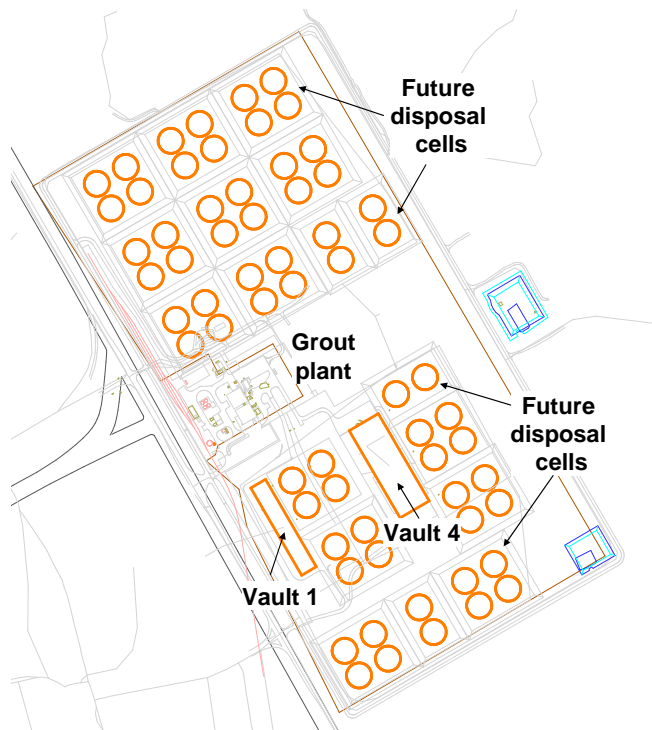 Future
disposal
cells
Grout
plant
Future
disposal
cells
Vault 4
Vault 1